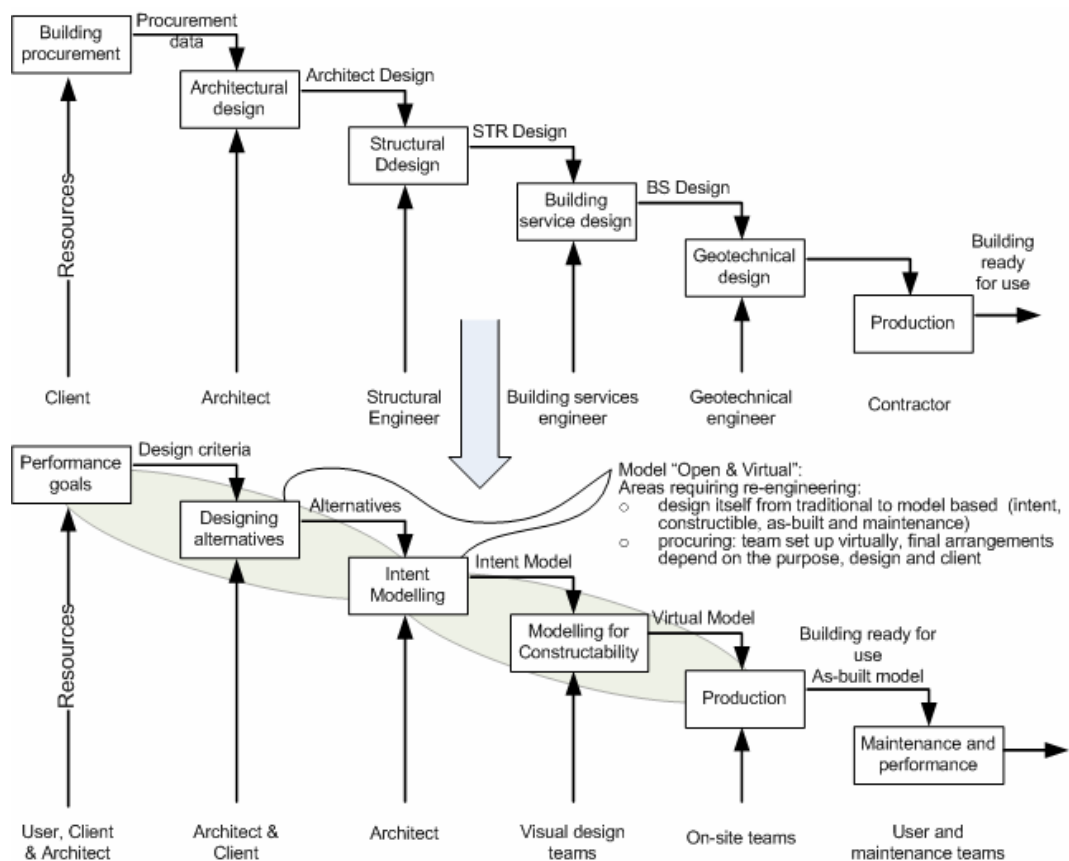 Building
procurement
Procurement
data
Architectural
design
Architect Design
Structural
Ddesign
STR Design
Building
service design
BS Design
Geotechnical
design
Building
ready
for use
Production
Resources
Client
Architect
Structural
Engineer
Building services
engineer
Geotechnical
engineer
Contractor
Performance
goals
Design criteria
Designing
alternatives
Alternatives
Intent
Modelling
Intent Model
Modelling for
Constructability
Virtual Model
Production
Building ready for
use
As-built model
Maintenance and
performance
Model “Open & Virtual”:
Areas requiring re-engineering:
○ design itself from traditional to model based (intent,
constructible, as-built and maintenance)
○ procuring: team set up virtually, final arrangements
depend on the purpose, design and client
Resources
User, Client
& Architect
Architect &
Client
Architect
Visual design
teams
On-site teams
User and
maintenance teams